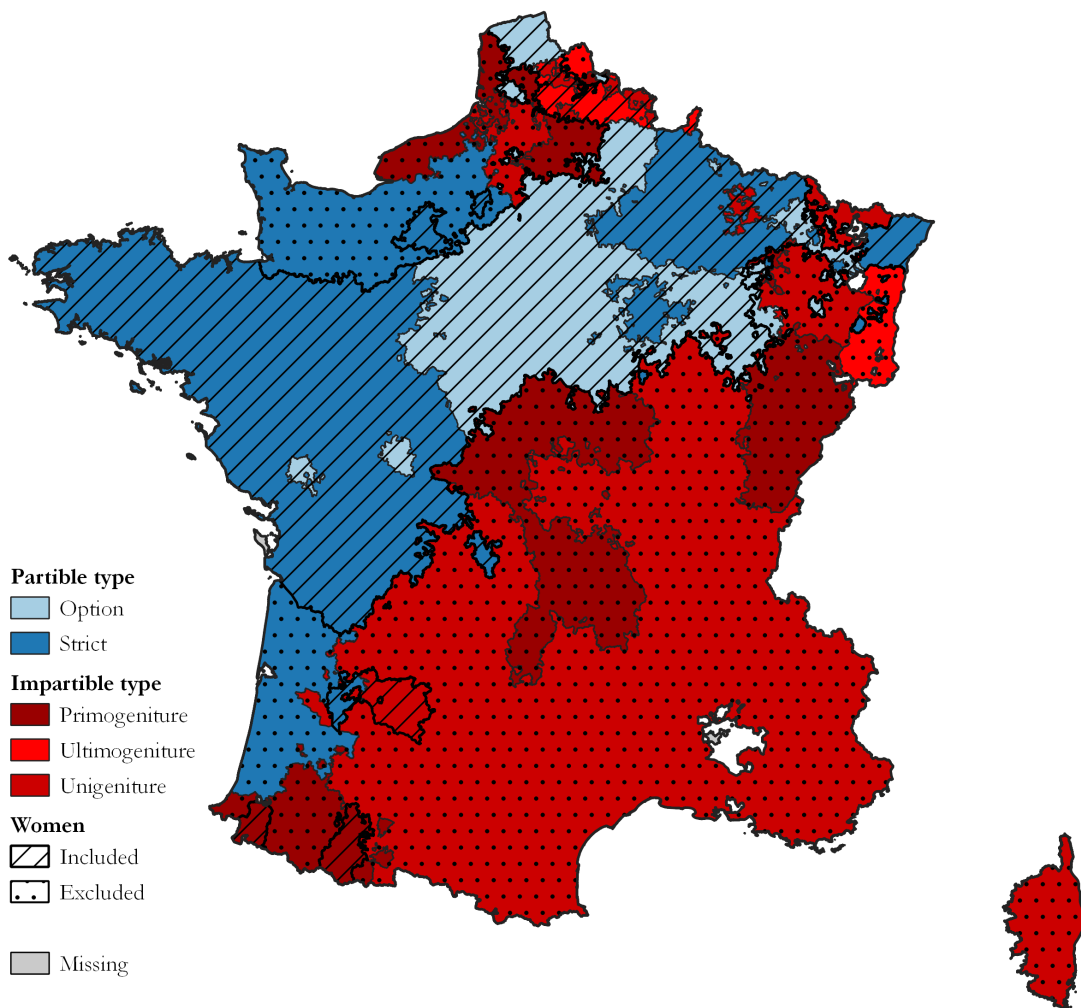 Partible type
Option
Strict
Impartible type
Primogeniture
Ultimogeniture
Unigeniture
Women
Included
Excluded
Missing